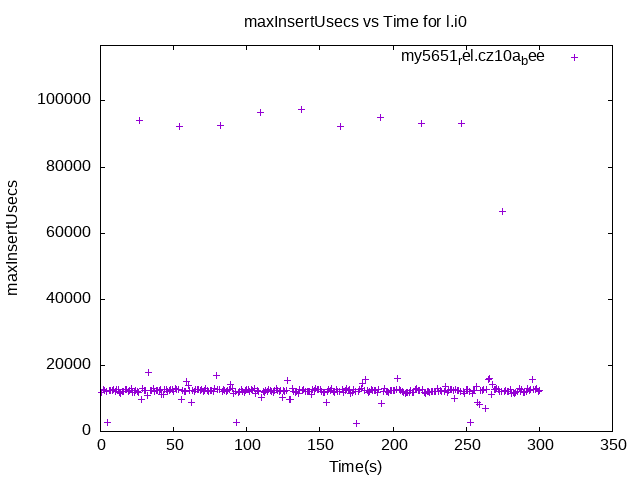 maxInsertUsecs vs Time for l.i0
my5651rel.cz10abee
100000
80000
60000
40000
20000
0
maxInsertUsecs
0 50 100 150 200 250 300 350
Time(s)